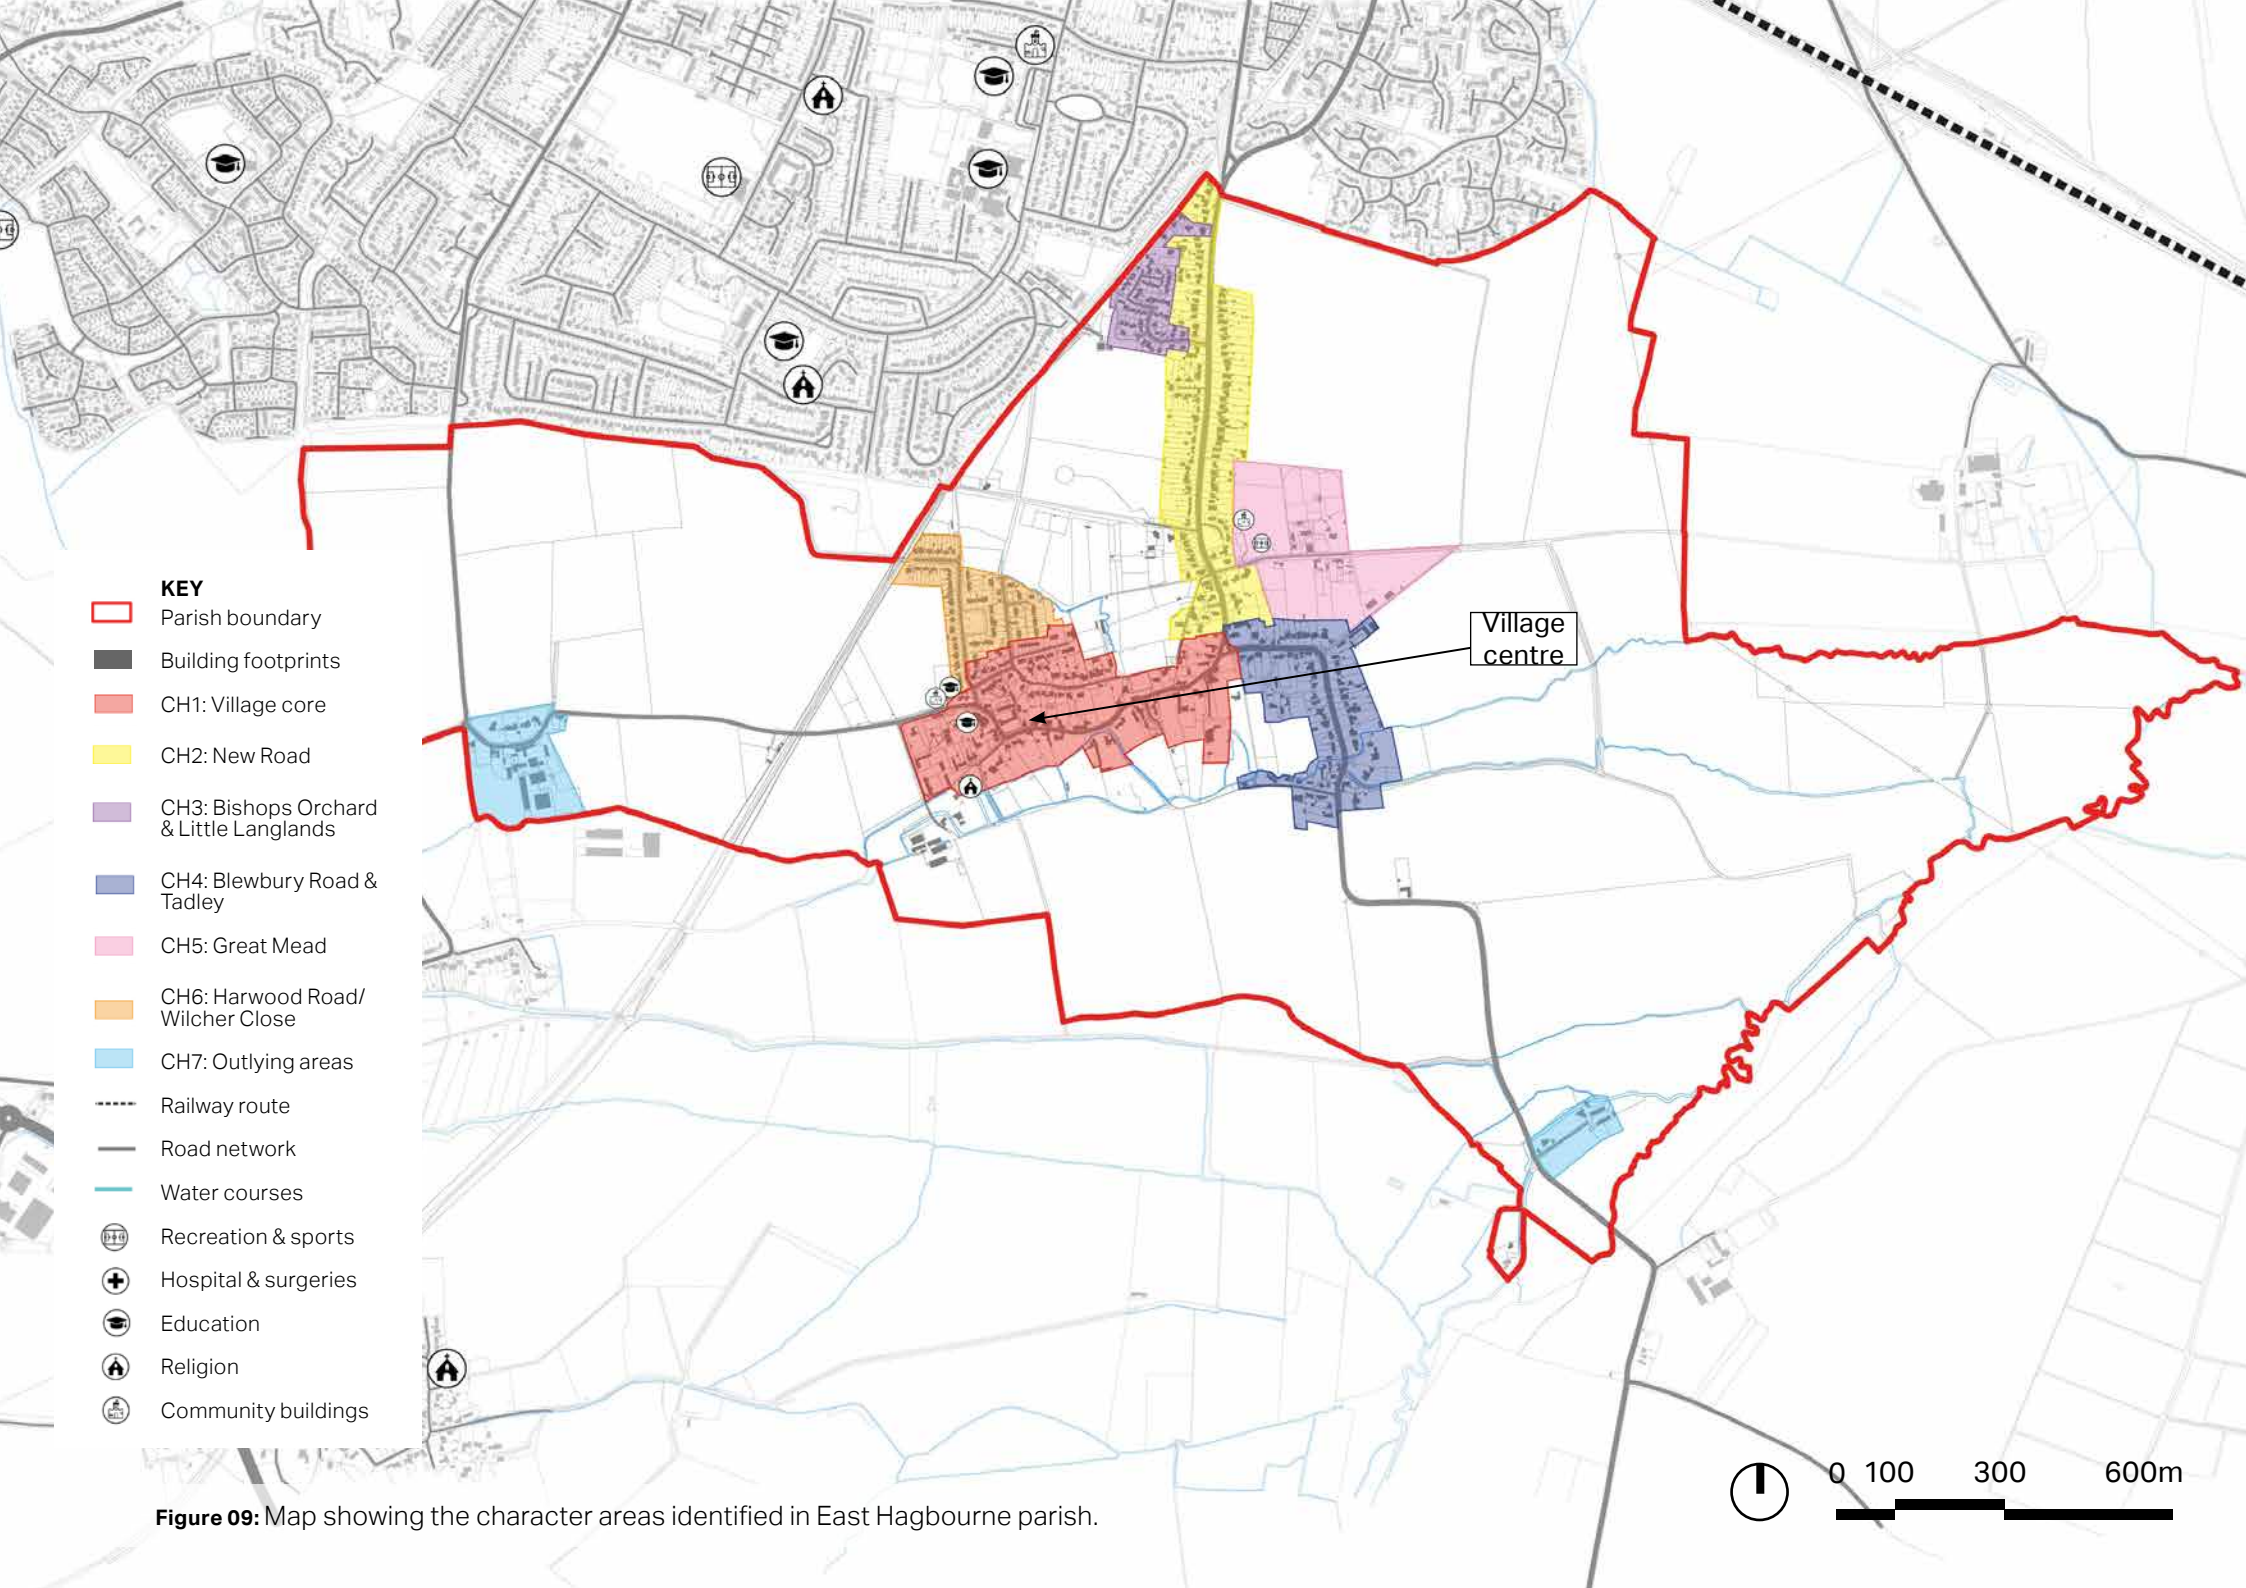 Village
centre
KEY
Parish boundary
Building footprints
CH1: Village core
CH2: New Road
CH3: Bishops Orchard
& Little Langlands
CH4: Blewbury Road &
Tadley
CH5: Great Mead
CH6: Harwood Road/
Wilcher Close
CH7: Outlying areas
Railway route
Road network
Water courses
Recreation & sports
Hospital & surgeries
Education
Religion
Community buildings
0 100 300 600m
Figure 09: Map showing the character areas identified in East Hagbourne parish.